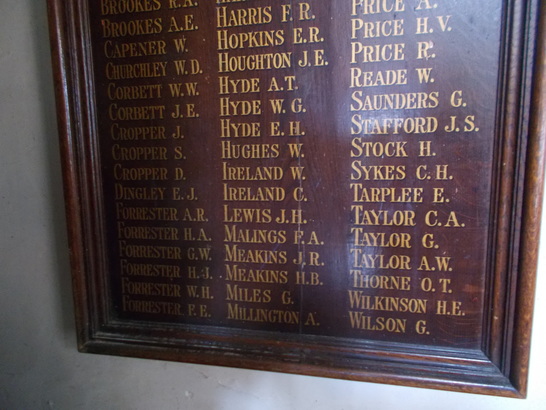 BROOKES R.A.
BROOKES A.E.
CAPENER W.
CHURCHLEY W.D.
CORBETT W.W.
CORBETT J.E.
CROPPER J.
CROPPER S.
CROPPER D.
DINGLEY E.J.
FORRESTER A.R.
FORRESTER H.A.
FORRESTER G.W.
FORRESTER H.J.
FORRESTER W.H.
FORRESTER P.E.
HARRIS F.R.
HOPKINS E.R.
HOUGHTON J.E.
HYDE A.T.
HYDE W.G.
HYDE E.H.
HUGHES W.
IRELAND W.
IRELAND C.
LEWIS J.H.
MALINGS F.A.
MEAKINS J.R.
MEAKINS H.B.
MILES G.
MILLINGTON A.
PRICE A.
PRICE H.V.
PRICE R.
READE W.
SAUNDERS G.
STAFFORD J.S.
STOCK H.
SYKES C.H.
TARPLEE E.
TAYLOR C.A.
TAYLOR G.
TAYLOR A.W.
THORNE O.T.
WILKINSON H.E.
WILSON G.